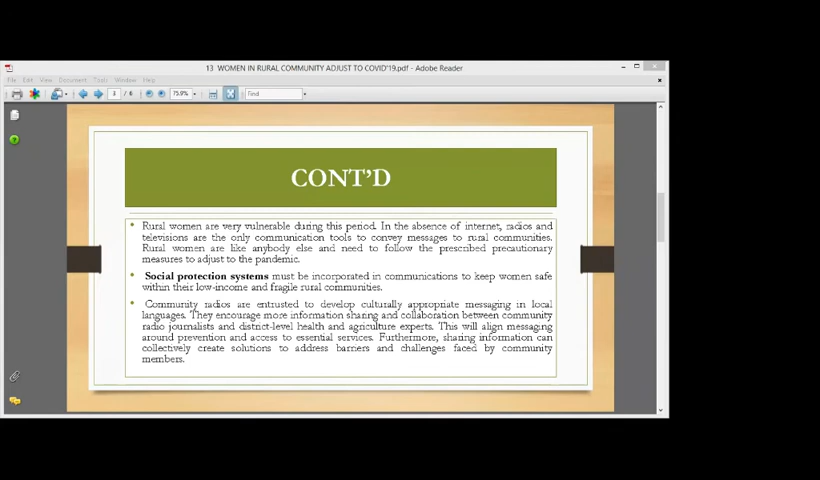 13 WOMEN IN RURAL COMMUNITY ADJUST TO COVID'19.pdf - Adobe Reader
File Edit View Document Tools Window Help
3 / 6 75.9% Find
CONT'D
• Rural women are very vulnerable during this period. In the absence of internet, radios and
televisions are the only communication tools to convey messages to rural communities.
Rural women are like anybody else and need to follow the prescribed precautionary
measures to adjust to the pandemic.
• Social protection systems must be incorporated in communications to keep women safe
within their low-income and fragile rural communities.
• Community radios are entrusted to develop culturally appropriate messaging in local
languages. They encourage more information sharing and collaboration between community
radio journalists and district-level health and agriculture experts. This will align messaging
around prevention and access to essential services. Furthermore, sharing information can
collectively create solutions to address barriers and challenges faced by community
members.